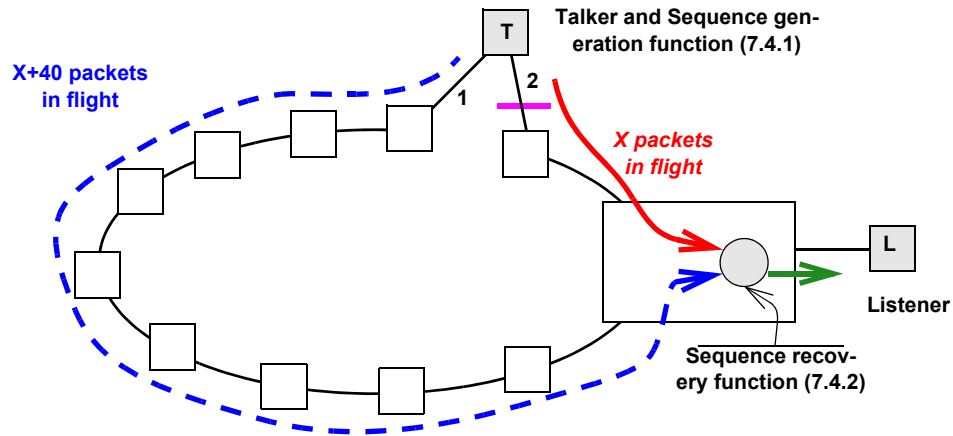 T
Talker and Sequence gen-
eration function (7.4.1)
X+40 packets
in flight
1
2
X packets
in flight
L
Listener
Sequence recov-
ery function (7.4.2)